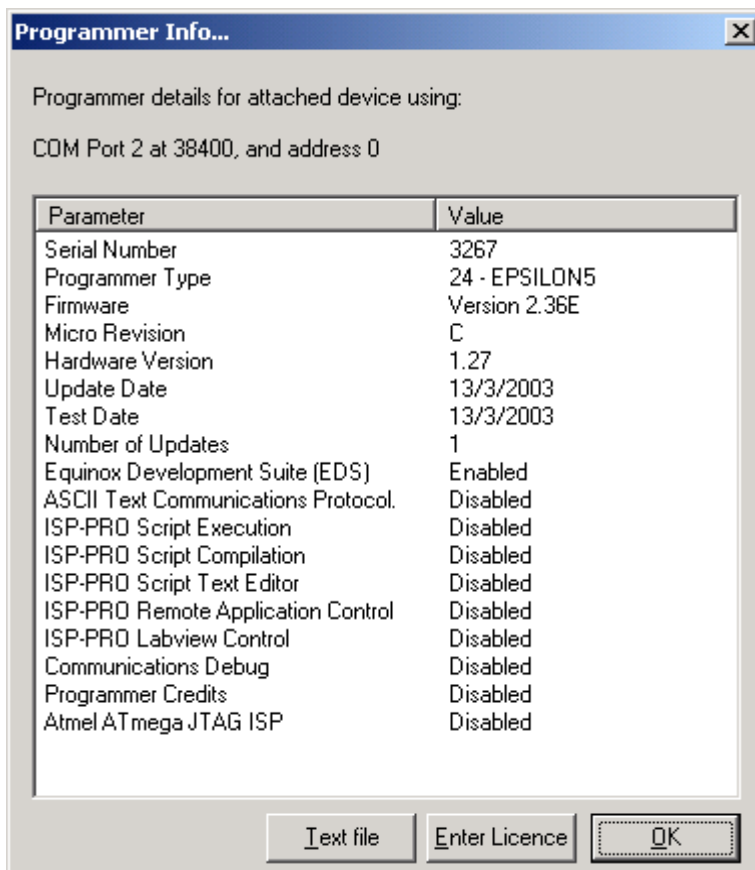 Programmer Info...
Programmer details for attached device using:
COM Port 2 at 38400, and address 0
Parameter Value
Serial Number 3267
Programmer Type 24 - EPSILON5
Firmware Version 2.36E
Micro Revision C
Hardware Version 1.27
Update Date 13/3/2003
Test Date 13/3/2003
Number of Updates 1
Equinox Development Suite (EDS) Enabled
ASCII Text Communications Protocol. Disabled
ISP-PRO Script Execution Disabled
ISP-PRO Script Compilation Disabled
ISP-PRO Script Text Editor Disabled
ISP-PRO Remote Application Control Disabled
ISP-PRO Labview Control Disabled
Communications Debug Disabled
Programmer Credits Disabled
Atmel ATmega JTAG ISP Disabled
Text file Enter Licence OK